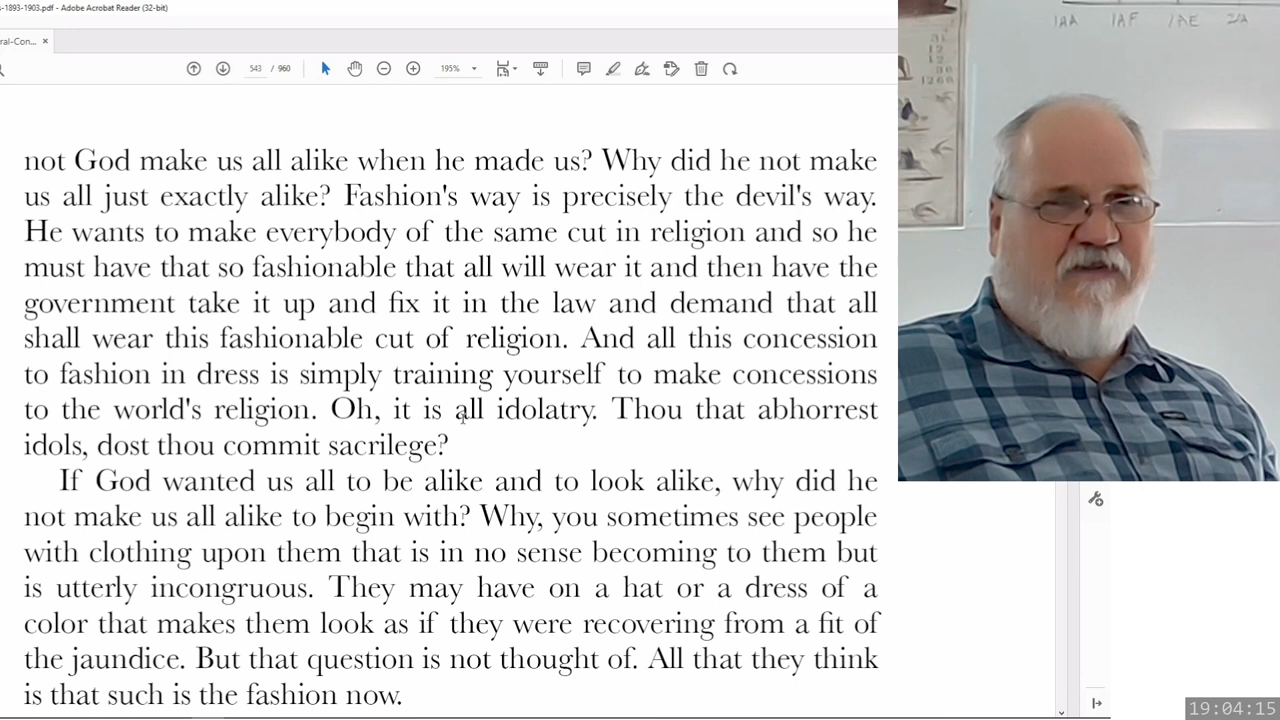 -1893-1903.pdf - Adobe Acrobat Reader (32-bit)
ral-Con... ×
543 / 960
195%
not God make us all alike when he made us? Why did he not make
us all just exactly alike? Fashion's way is precisely the devil's way.
He wants to make everybody of the same cut in religion and so he
must have that so fashionable that all will wear it and then have the
government take it up and fix it in the law and demand that all
shall wear this fashionable cut of religion. And all this concession
to fashion in dress is simply training yourself to make concessions
to the world's religion. Oh, it is all idolatry. Thou that abhorrest
idols, dost thou commit sacrilege?
If God wanted us all to be alike and to look alike, why did he
not make us all alike to begin with? Why, you sometimes see people
with clothing upon them that is in no sense becoming to them but
is utterly incongruous. They may have on a hat or a dress of a
color that makes them look as if they were recovering from a fit of
the jaundice. But that question is not thought of. All that they think
is that such is the fashion now.
1AA 1AF 1AE
31
12
12
30
1260
19:04:15